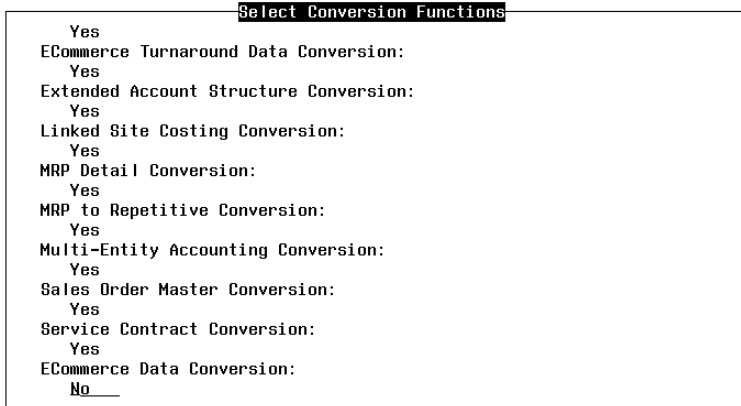 Select Conversion Functions
Yes
ECommerce Turnaround Data Conversion:
Yes
Extended Account Structure Conversion:
Yes
Linked Site Costing Conversion:
Yes
MRP Detail Conversion:
Yes
MRP to Repetitive Conversion:
Yes
Multi-Entity Accounting Conversion:
Yes
Sales Order Master Conversion:
Yes
Service Contract Conversion:
Yes
ECommerce Data Conversion:
No